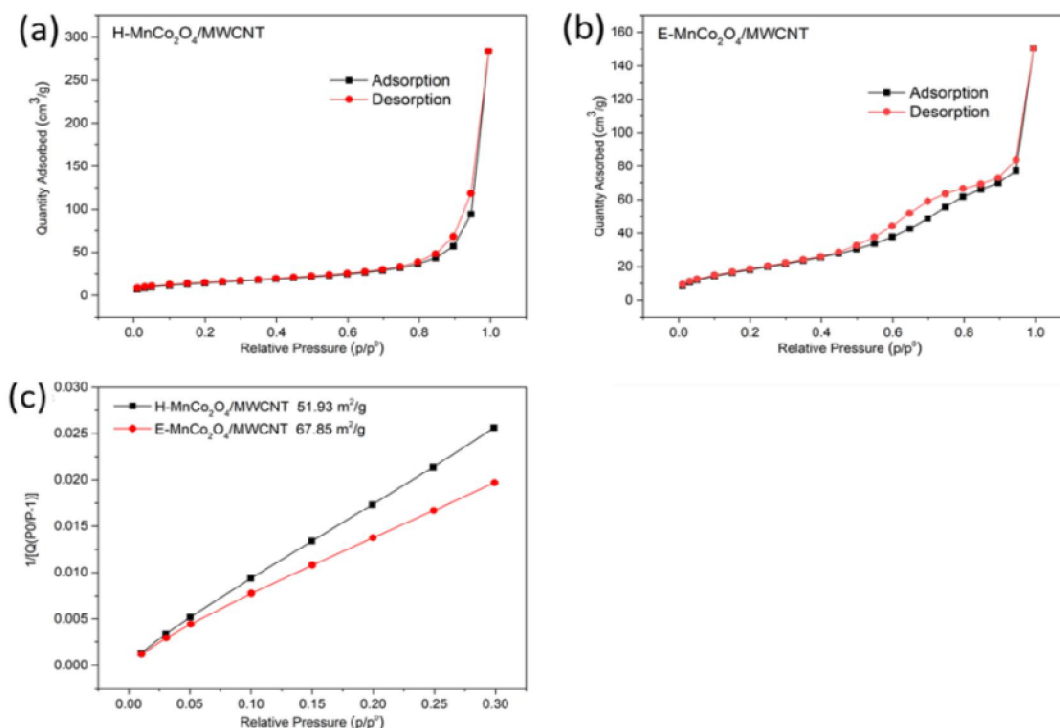 (a)
H-MnCo₂O₄/MWCNT
Adsorption
Desorption
Quantity Adsorbed (cm³/g)
300
250
200
150
100
50
0
0.0 0.2 0.4 0.6 0.8 1.0
Relative Pressure (p/p⁰)
(b)
E-MnCo₂O₄/MWCNT
Adsorption
Desorption
Quantity Adsorbed (cm³/g)
160
140
120
100
80
60
40
20
0
0.0 0.2 0.4 0.6 0.8 1.0
Relative Pressure (p/p⁰)
(c)
H-MnCo₂O₄/MWCNT 51.93 m²/g
E-MnCo₂O₄/MWCNT 67.85 m²/g
1/[Q(P0/P-1)]
0.030
0.025
0.020
0.015
0.010
0.005
0.000
0.00 0.05 0.10 0.15 0.20 0.25 0.30
Relative Pressure (p/p⁰)